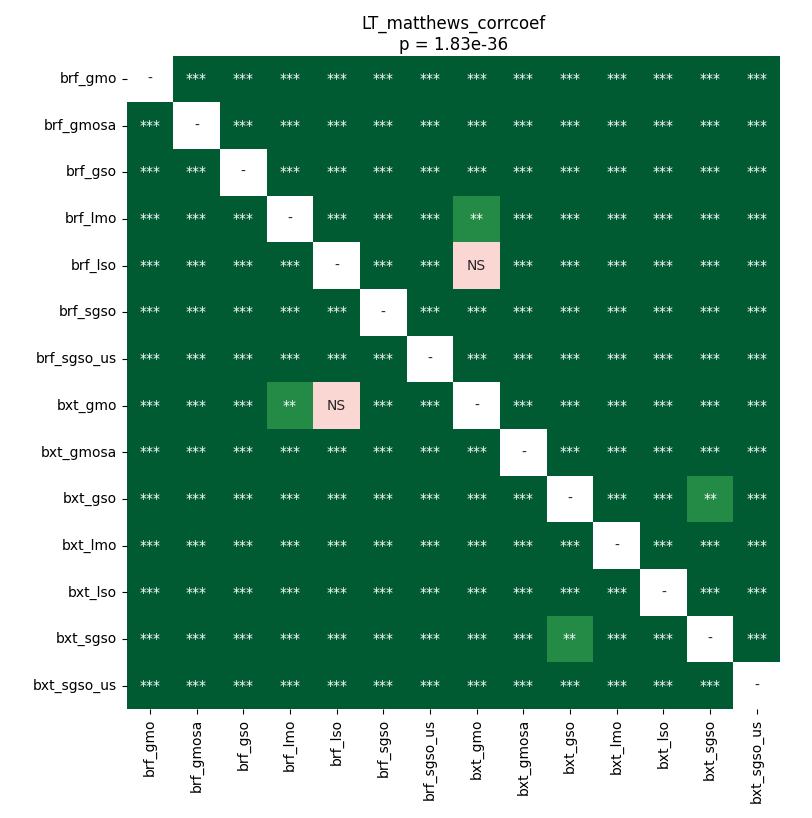 LT_matthews_corrcoef
p = 1.83e-36
brf_gmo - *** *** *** *** *** *** *** *** *** *** *** *** ***
brf_gmosa *** - *** *** *** *** *** *** *** *** *** *** *** ***
brf_gso *** *** - *** *** *** *** *** *** *** *** *** *** ***
brf_lmo *** *** *** - *** *** *** ** *** *** *** *** *** ***
brf_lso *** *** *** *** - *** *** NS *** *** *** *** *** ***
brf_sgso *** *** *** *** *** - *** *** *** *** *** *** *** ***
brf_sgso_us *** *** *** *** *** *** - *** *** *** *** *** *** ***
bxt_gmo *** *** *** ** NS *** *** - *** *** *** *** *** ***
bxt_gmosa *** *** *** *** *** *** *** *** - *** *** *** *** ***
bxt_gso *** *** *** *** *** *** *** *** *** - *** *** ** ***
bxt_lmo *** *** *** *** *** *** *** *** *** *** - *** *** ***
bxt_lso *** *** *** *** *** *** *** *** *** *** *** - *** ***
bxt_sgso *** *** *** *** *** *** *** *** *** ** *** *** - ***
bxt_sgso_us *** *** *** *** *** *** *** *** *** *** *** *** *** -
brf_gmo brf_gmosa brf_gso brf_lmo brf_lso brf_sgso brf_sgso_us bxt_gmo bxt_gmosa bxt_gso bxt_lmo bxt_lso bxt_sgso bxt_sgso_us